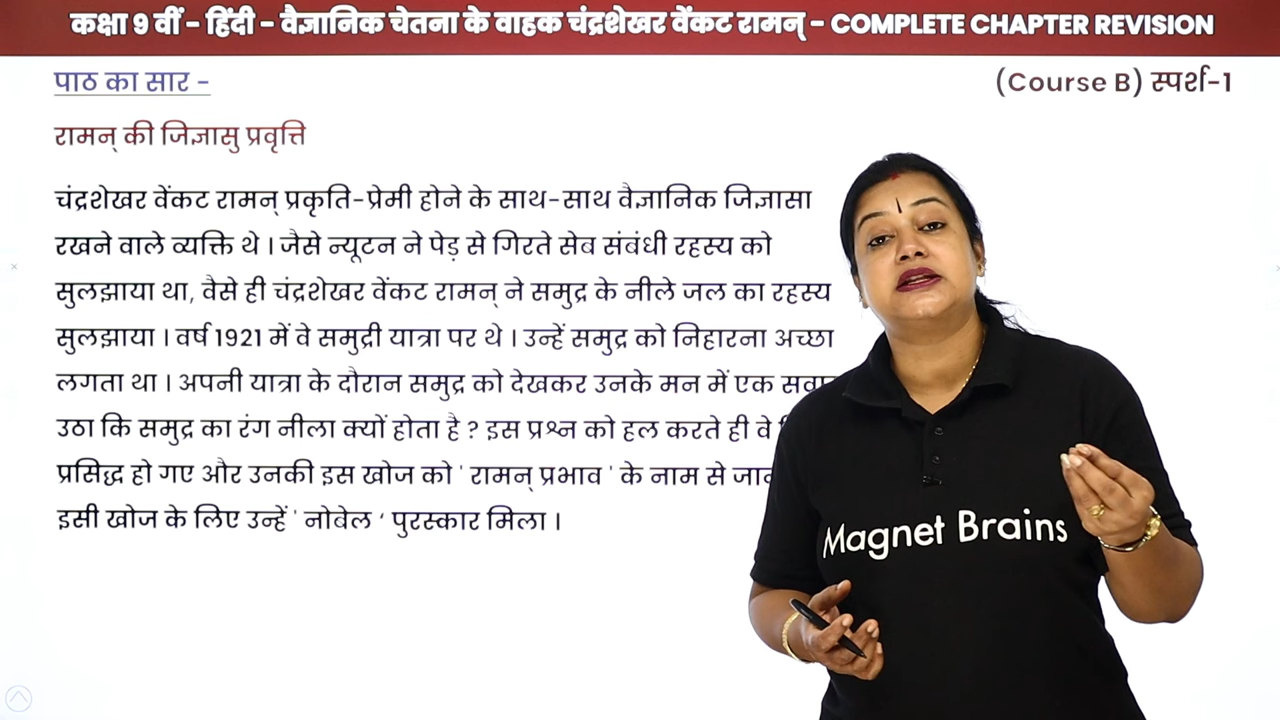 कक्षा 9 वीं - हिंदी - वैज्ञानिक चेतना के वाहक चंद्रशेखर वेंकट रामन् - COMPLETE CHAPTER REVISION
पाठ का सार -
(Course B) स्पर्श-1
रामन् की जिज्ञासु प्रवृत्ति
चंद्रशेखर वेंकट रामन् प्रकृति-प्रेमी होने के साथ-साथ वैज्ञानिक जिज्ञासा
रखने वाले व्यक्ति थे । जैसे न्यूटन ने पेड़ से गिरते सेब संबंधी रहस्य को
सुलझाया था, वैसे ही चंद्रशेखर वेंकट रामन् ने समुद्र के नीले जल का रहस्य
सुलझाया । वर्ष 1921 में वे समुद्री यात्रा पर थे । उन्हें समुद्र को निहारना अच्छा
लगता था । अपनी यात्रा के दौरान समुद्र को देखकर उनके मन में एक
उठा कि समुद्र का रंग नीला क्यों होता है ? इस प्रश्न को हल करते ही वे
प्रसिद्ध हो गए और उनकी इस खोज को ' रामन् प्रभाव ' के नाम से
इसी खोज के लिए उन्हें ' नोबेल ‘ पुरस्कार मिला ।
Magnet Brains